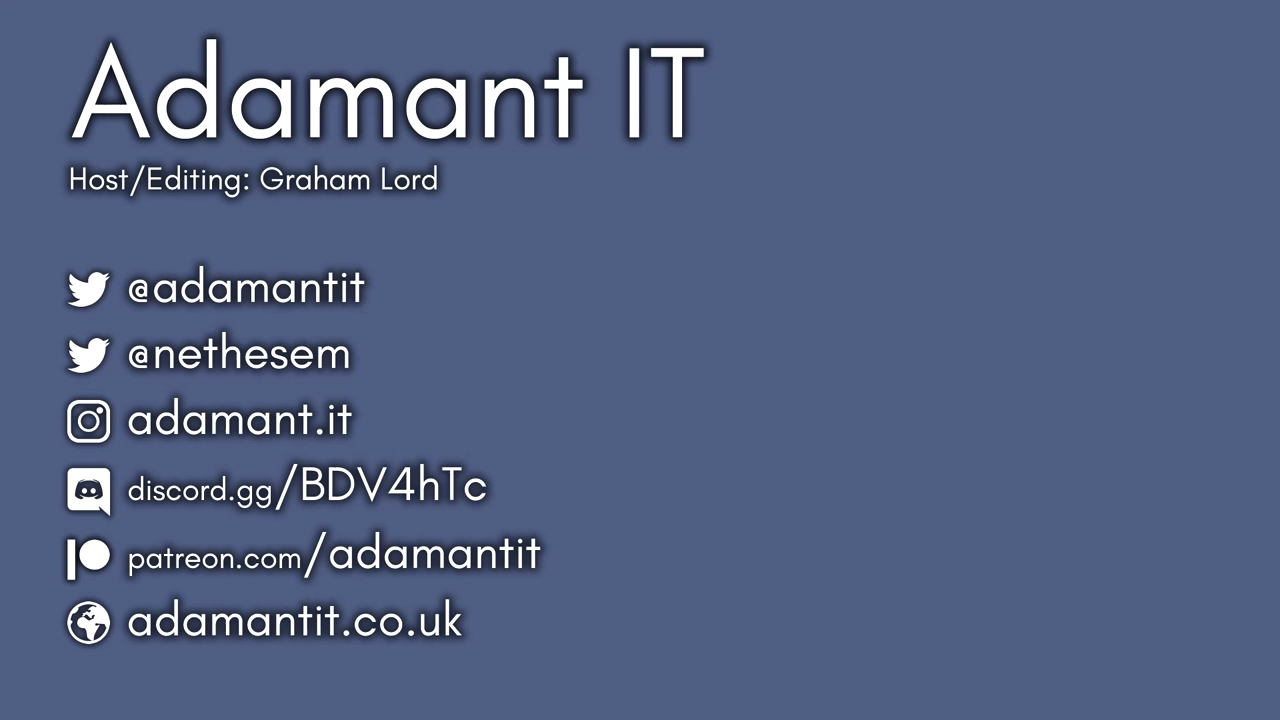 Adamant IT
Host/Editing: Graham Lord
@adamantit
@nethesem
adamant.it
discord.gg/BDV4hTc
patreon.com/adamantit
adamantit.co.uk